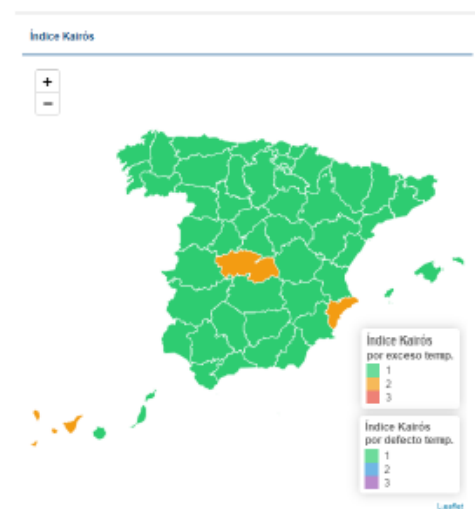 Índice Kairós
+
−
Índice Kairós
por exceso temp.
1
2
3
Índice Kairós
por defecto temp.
1
2
3
Leaflet